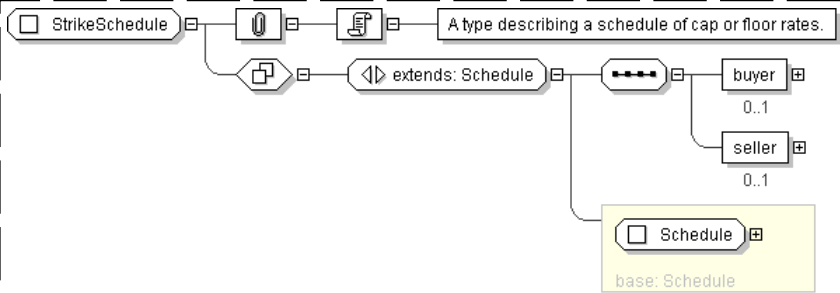 StrikeSchedule
A type describing a schedule of cap or floor rates.
extends: Schedule
buyer
0..1
seller
0..1
Schedule
base: Schedule